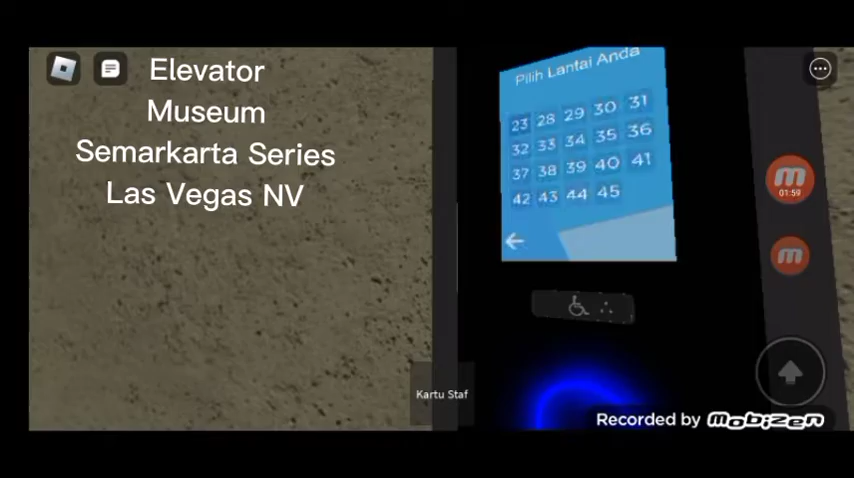 Elevator
Museum
Semarkarta Series
Las Vegas NV
Pilih Lantai Anda
23 28 29 30 31
32 33 34 35 36
37 38 39 40 41
42 43 44 45
01:59
Kartu Staf
Recorded by mobizen